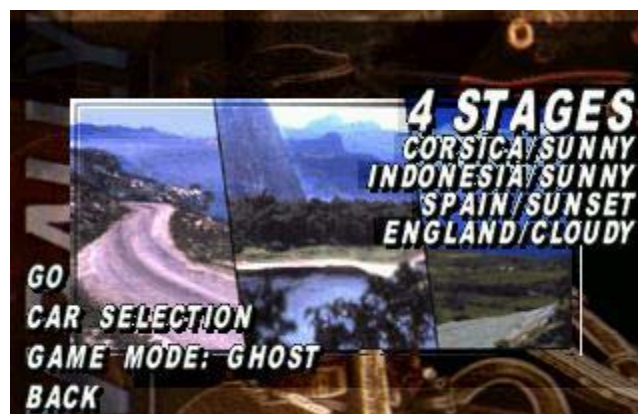 4 STAGES
CORSICA/SUNNY
INDONESIA/SUNNY
SPAIN/SUNSET
ENGLAND/CLOUDY
GO
CAR SELECTION
GAME MODE: GHOST
BACK